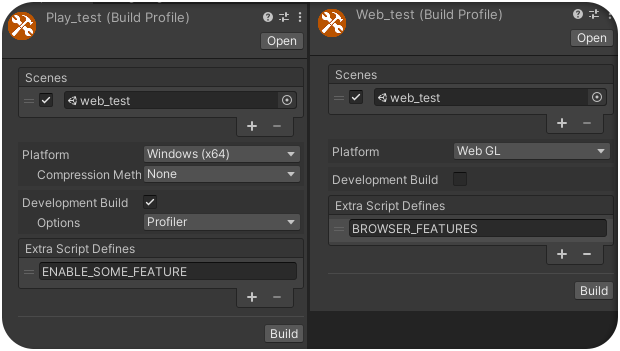 Play_test (Build Profile)
Open
Scenes
web_test
Platform
Windows (x64)
Compression Meth
None
Development Build
Options
Profiler
Extra Script Defines
ENABLE_SOME_FEATURE
Build
Web_test (Build Profile)
Open
Scenes
web_test
Platform
Web GL
Development Build
Extra Script Defines
BROWSER_FEATURES
Build